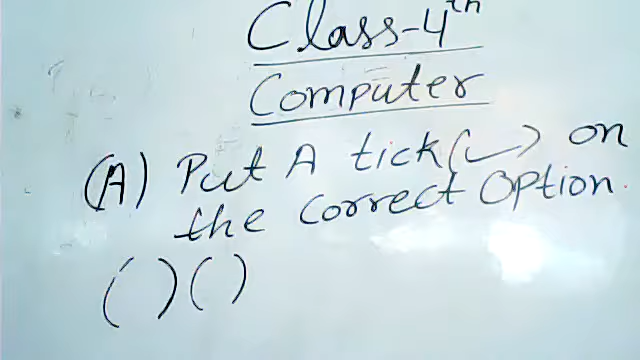 Class-4th
Computer
(A) Put A tick(✓) on
the correct Option.
( ) ( )